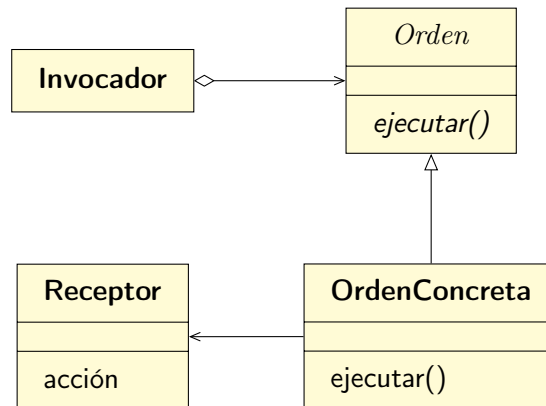 Invocador
Orden
ejecutar()
Receptor
acción
OrdenConcreta
ejecutar()